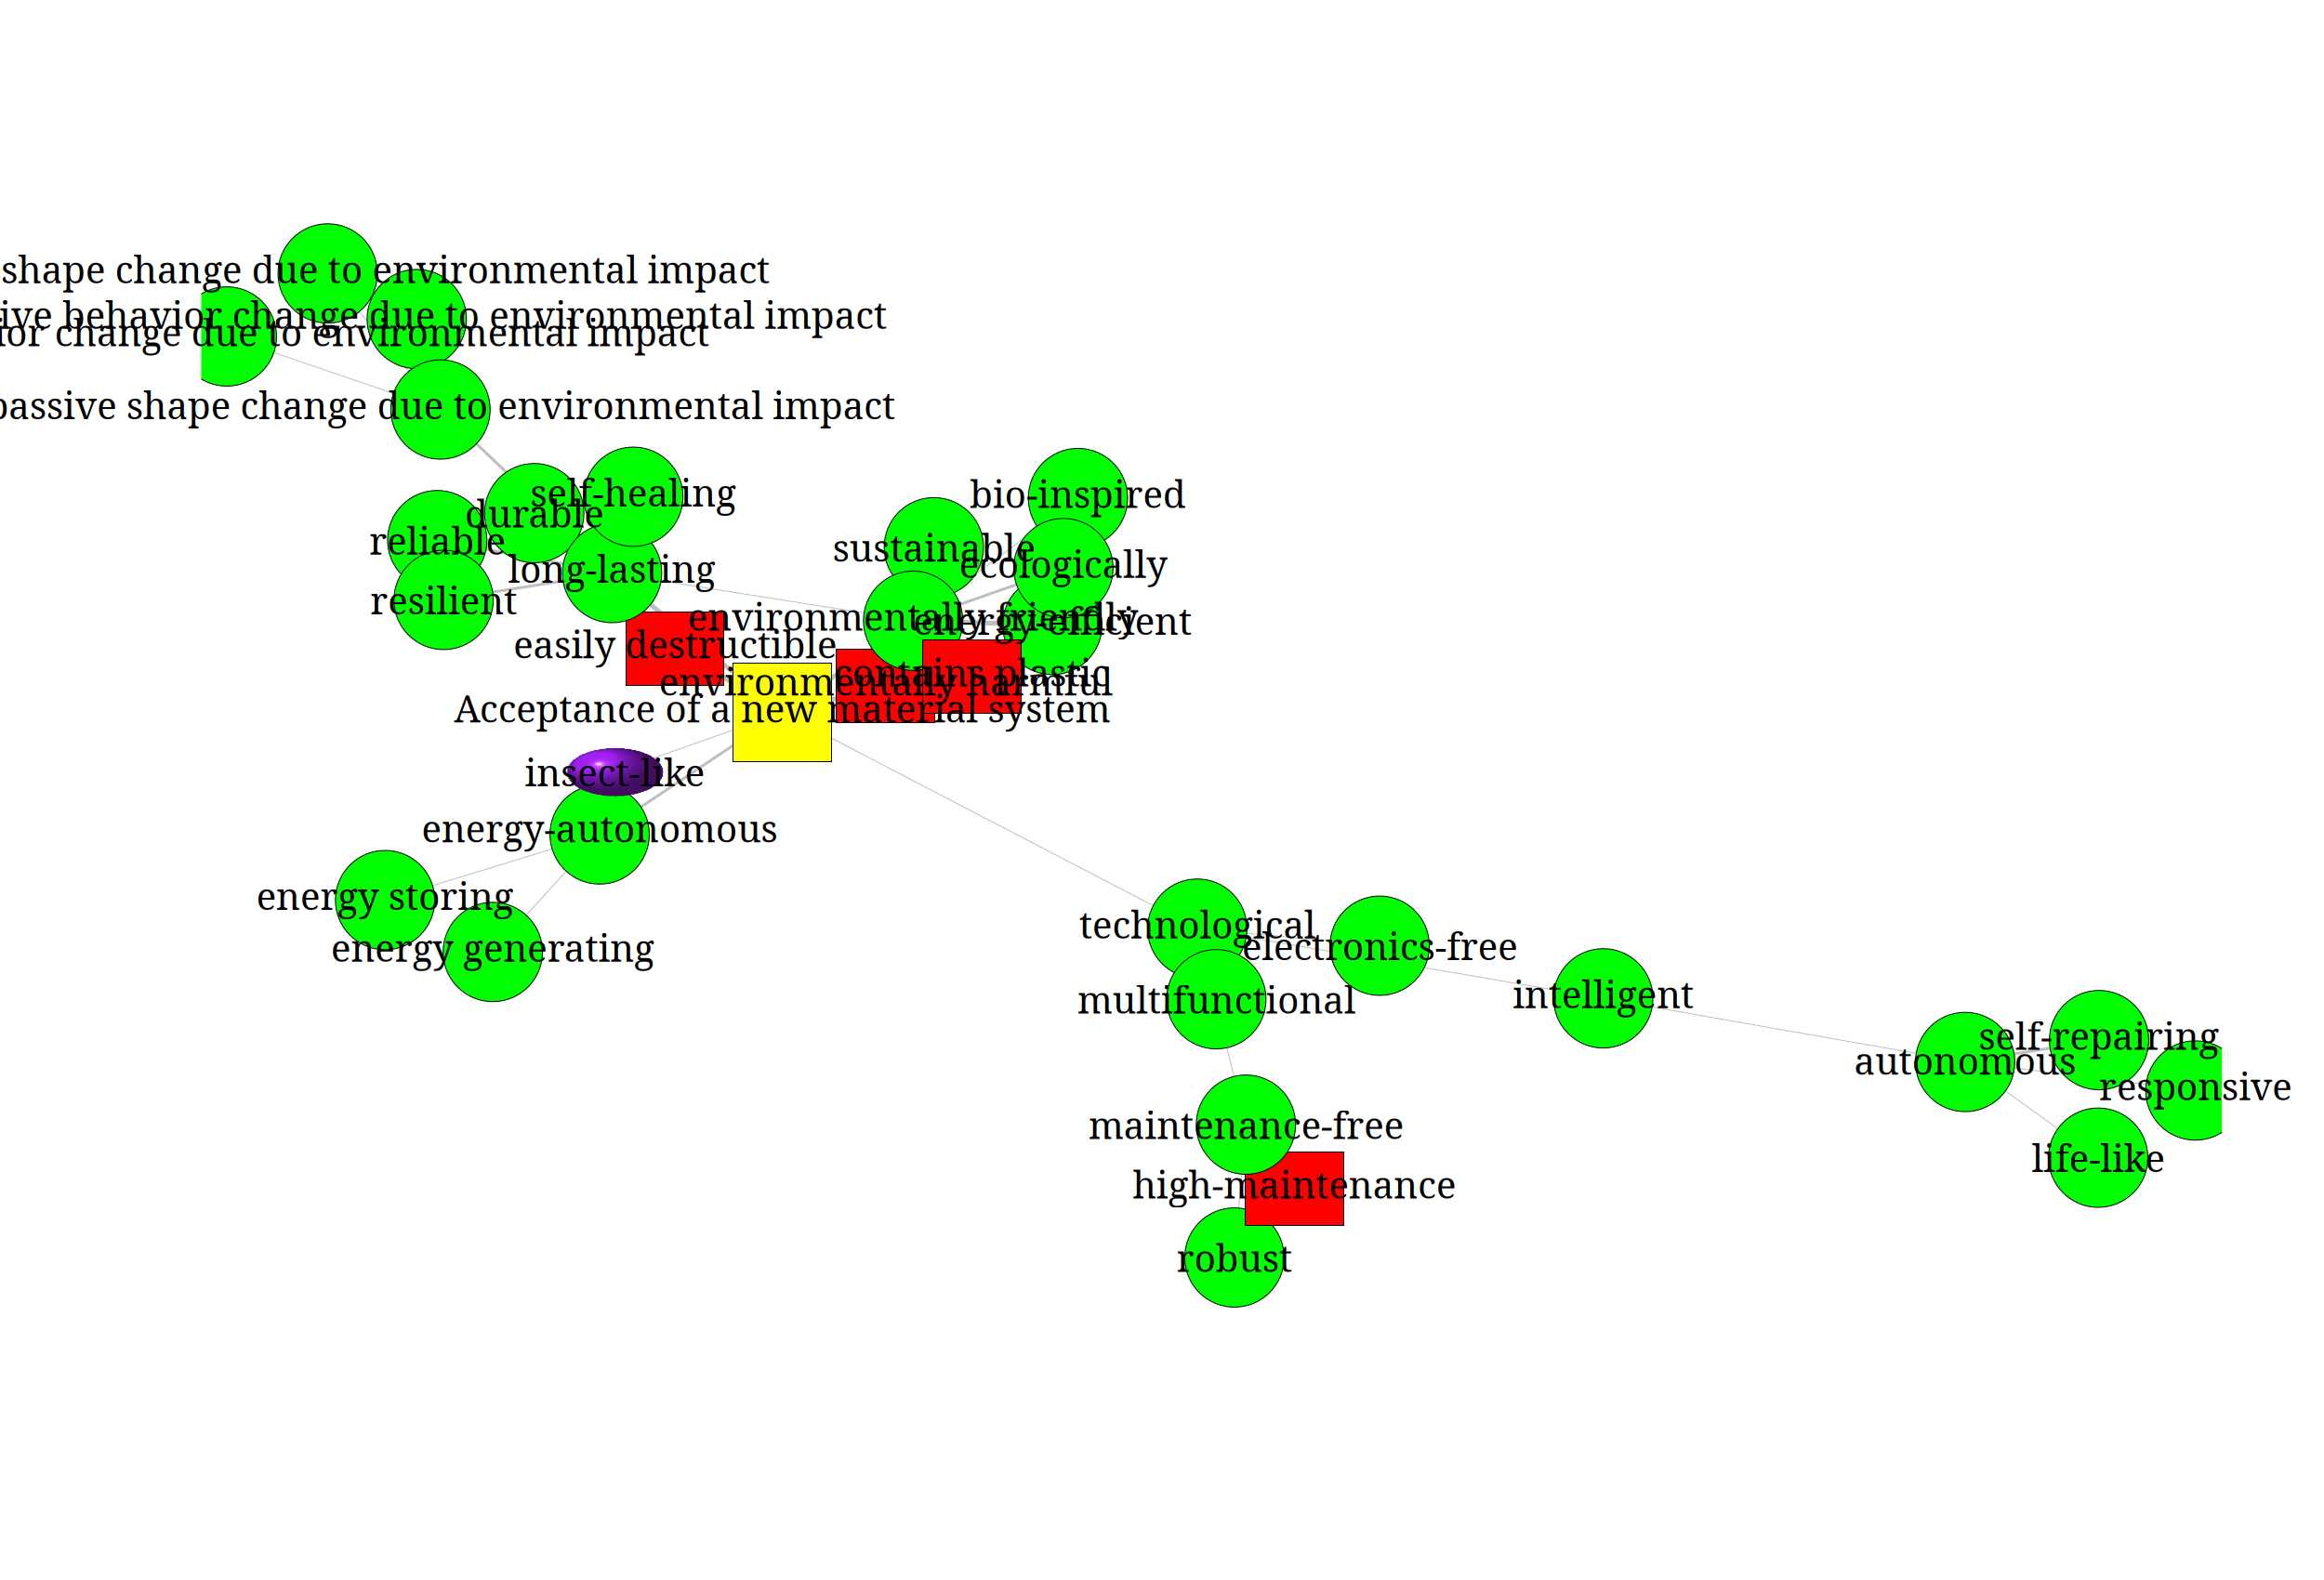 shape change due to environmental impact
ive behavior change due to environmental impact
ior change due to environmental impact
passive shape change due to environmental impact
self-healing
bio-inspired
durable
reliable
sustainable
long-lasting
ecologically
resilient
environmentally friendly
energy-efficient
easily destructible
contains plastic
environmentally harmful
Acceptance of a new material system
insect-like
energy-autonomous
energy storing
technological
energy generating
electronics-free
multifunctional
intelligent
self-repairing
autonomous
responsive
maintenance-free
life-like
high-maintenance
robust